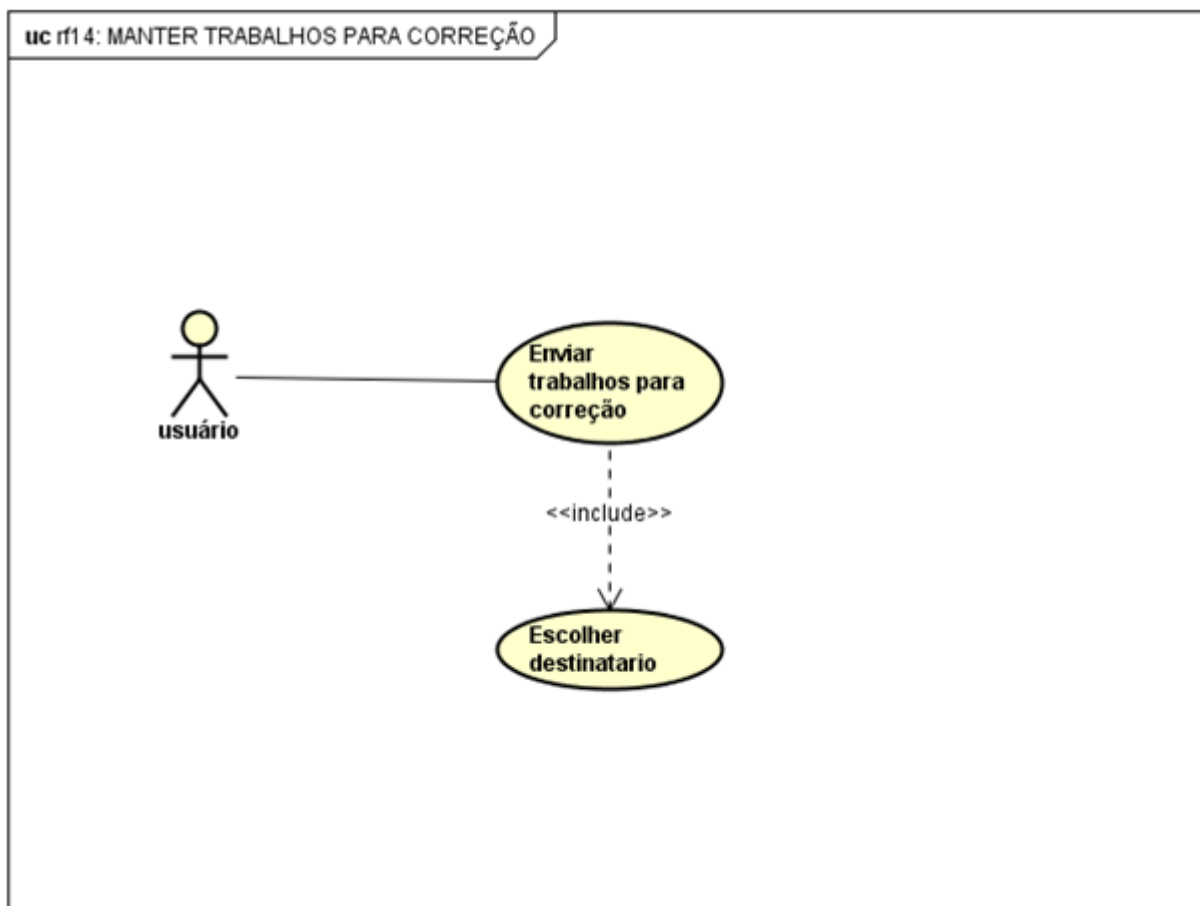 uc rf14: MANTER TRABALHOS PARA CORREÇÃO
usuário
Enviar
trabalhos para
correção
<<include>>
Escolher
destinatario